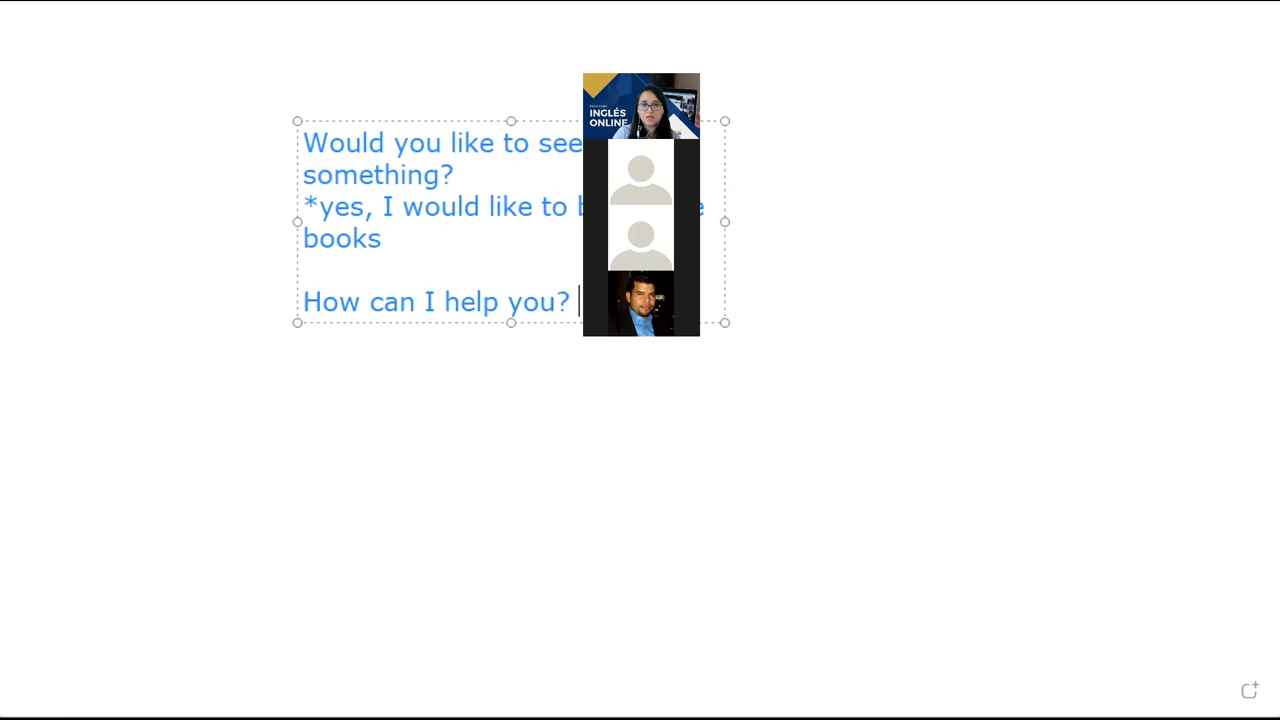 Would you like to see
something?
*yes, I would like to
books
How can I help you?
INGLÉS
ONLINE